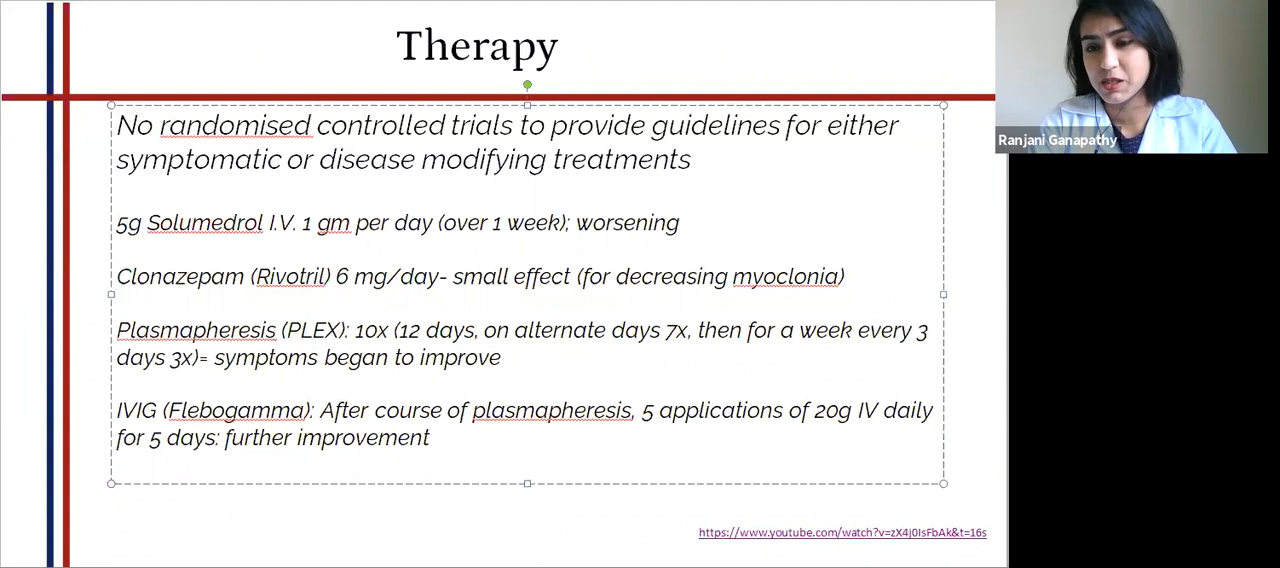 Therapy
No randomised controlled trials to provide guidelines for either
symptomatic or disease modifying treatments
5g Solumedrol I.V. 1 gm per day (over 1 week); worsening
Clonazepam (Rivotril) 6 mg/day- small effect (for decreasing myoclonia)
Plasmapheresis (PLEX): 10x (12 days, on alternate days 7x, then for a week every 3
days 3x)= symptoms began to improve
IVIG (Flebogamma): After course of plasmapheresis, 5 applications of 20g IV daily
for 5 days: further improvement
https://www.youtube.com/watch?v=zX4j0IsFbAk&t=16s
Ranjani Ganapathy